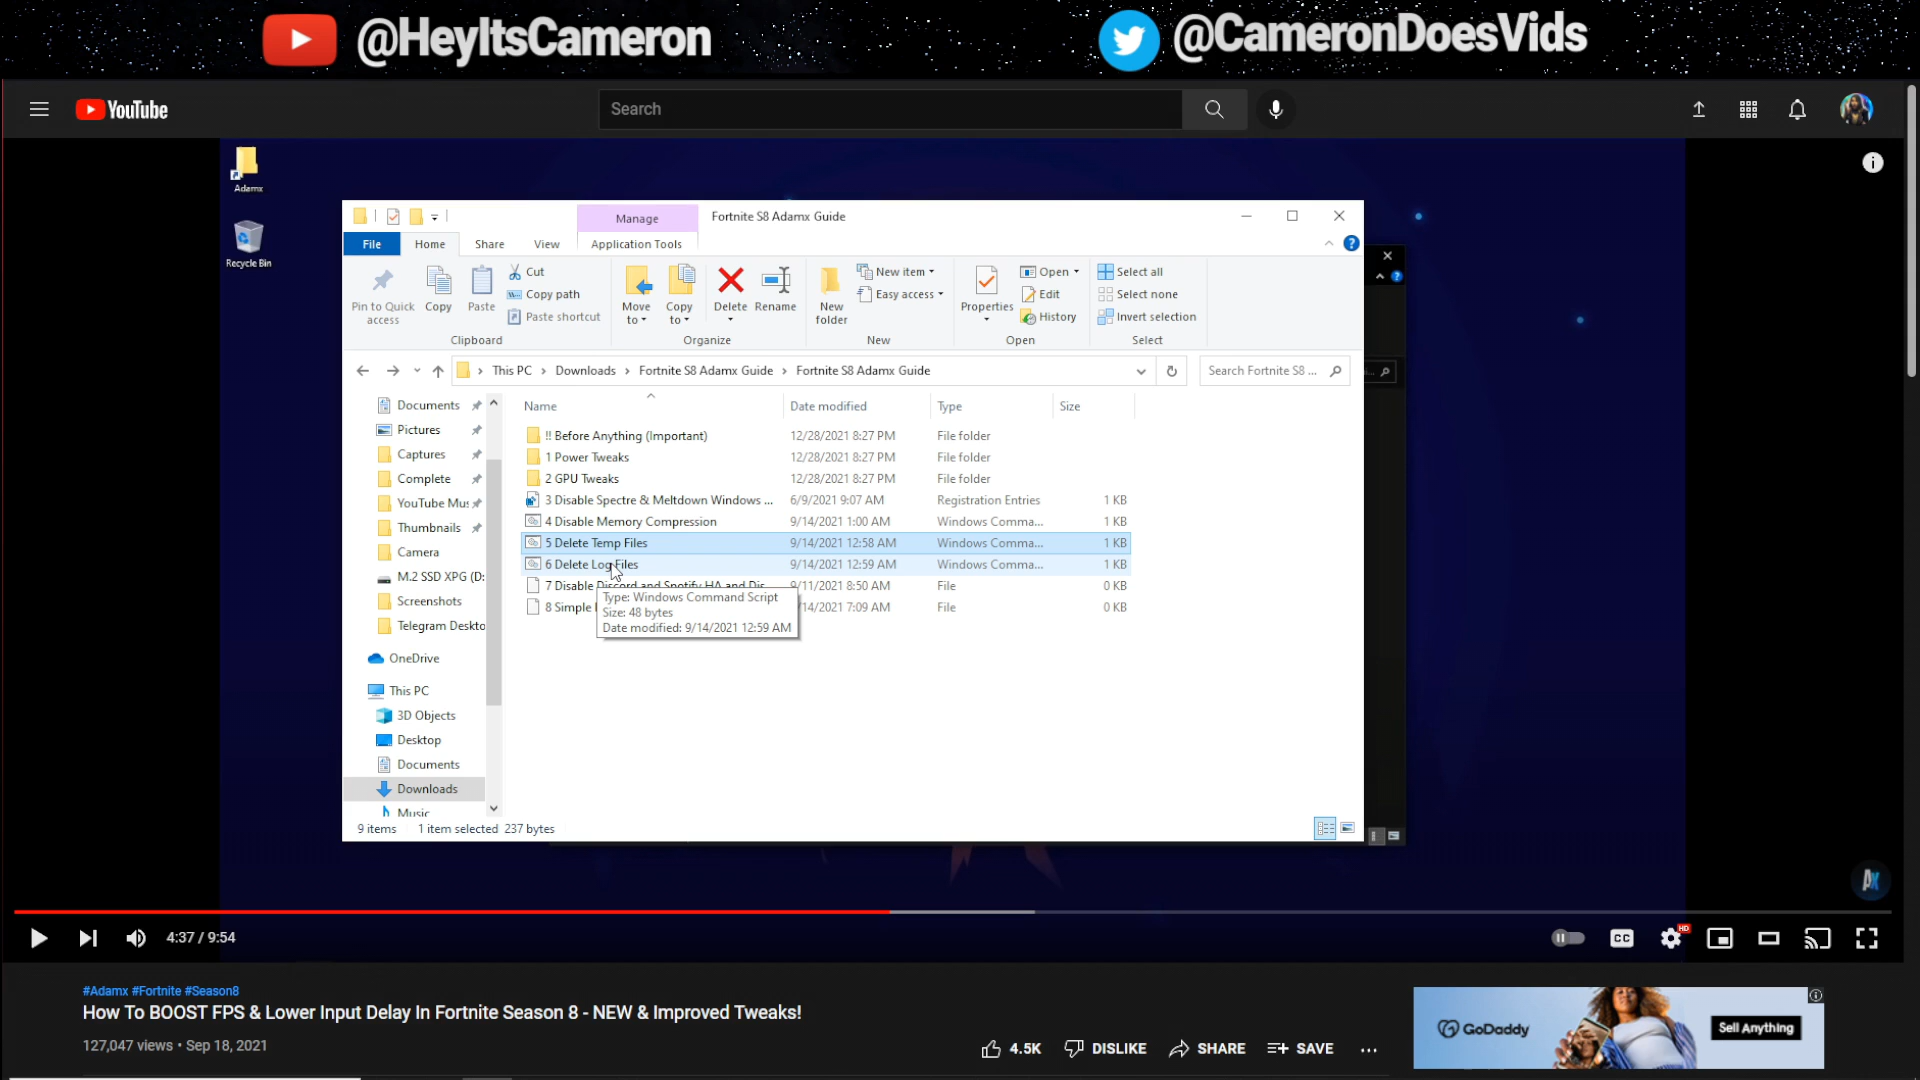 @HeyItsCameron
@CameronDoesVids
YouTube
Search
Adamx
Recycle Bin
Manage
Fortnite S8 Adamx Guide
File
Home
Share
View
Application Tools
Pin to Quick access
Copy
Paste
Cut
Copy path
Paste shortcut
Clipboard
Move to
Copy to
Delete
Rename
Organize
New folder
New item
Easy access
New
Properties
Open
Edit
History
Open
Select all
Select none
Invert selection
Select
This PC > Downloads > Fortnite S8 Adamx Guide > Fortnite S8 Adamx Guide
Search Fortnite S8 ...
Documents
Pictures
Captures
Complete
YouTube Mus
Thumbnails
Camera
M.2 SSD XPG (D:
Screenshots
Telegram Deskto
OneDrive
This PC
3D Objects
Desktop
Documents
Downloads
Music
Name Date modified Type Size
!! Before Anything (Important) 12/28/2021 8:27 PM File folder
1 Power Tweaks 12/28/2021 8:27 PM File folder
2 GPU Tweaks 12/28/2021 8:27 PM File folder
3 Disable Spectre & Meltdown Windows ... 6/9/2021 9:07 AM Registration Entries 1 KB
4 Disable Memory Compression 9/14/2021 1:00 AM Windows Comma... 1 KB
5 Delete Temp Files 9/14/2021 12:58 AM Windows Comma... 1 KB
6 Delete Log Files 9/14/2021 12:59 AM Windows Comma... 1 KB
7 Disable Discord and Spotify HA and Dis... 9/11/2021 8:50 AM File 0 KB
8 Simple /14/2021 7:09 AM File 0 KB
Type: Windows Command Script
Size: 48 bytes
Date modified: 9/14/2021 12:59 AM
9 items 1 item selected 237 bytes
AX
4:37 / 9:54
CC
HD
#Adamx #Fortnite #Season8
How To BOOST FPS & Lower Input Delay In Fortnite Season 8 - NEW & Improved Tweaks!
127,047 views • Sep 18, 2021
4.5K
DISLIKE
SHARE
SAVE
GoDaddy
Sell Anything